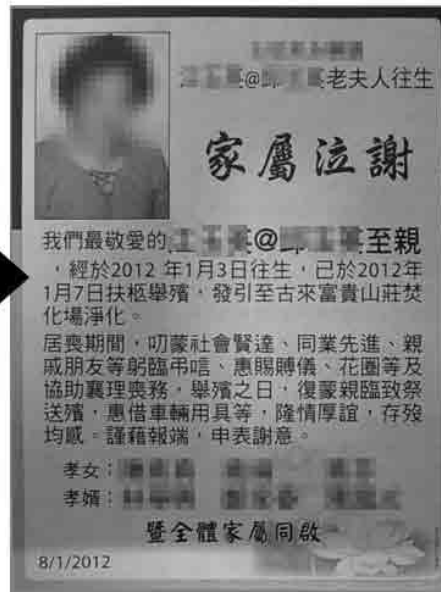 英@ 老夫人往生
家屬泣謝
我們最敬愛的 @ 至親
，經於2012 年1月3日往生，已於2012年
1月7日扶柩舉殯，發引至古來富貴山莊焚
化場淨化。
居喪期間，叨蒙社會賢達、同業先進、親
戚朋友等躬臨弔唁、惠賜賻儀、花圈等及
協助襄理喪務，舉殯之日，復蒙親臨致祭
送殯，惠借車輛用具等，隆情厚誼，存歿
均感。謹藉報端，申表謝意。
孝女：
孝婿：
暨全體家屬同啟
8/1/2012